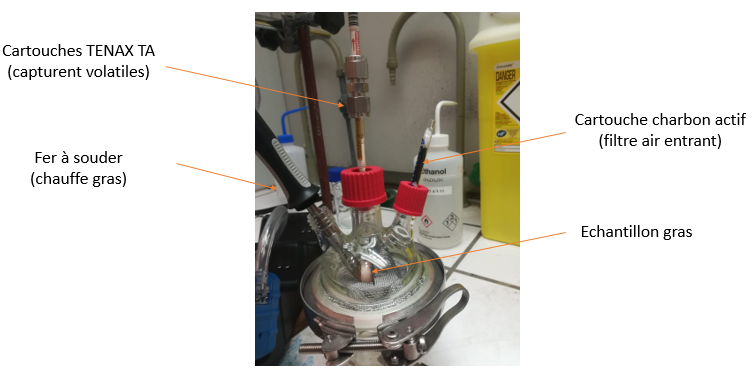 Cartouches TENAX TA
(capturent volatiles)
Fer à souder
(chauffe gras)
Cartouche charbon actif
(filtre air entrant)
Echantillon gras
DANGER
Ethanol